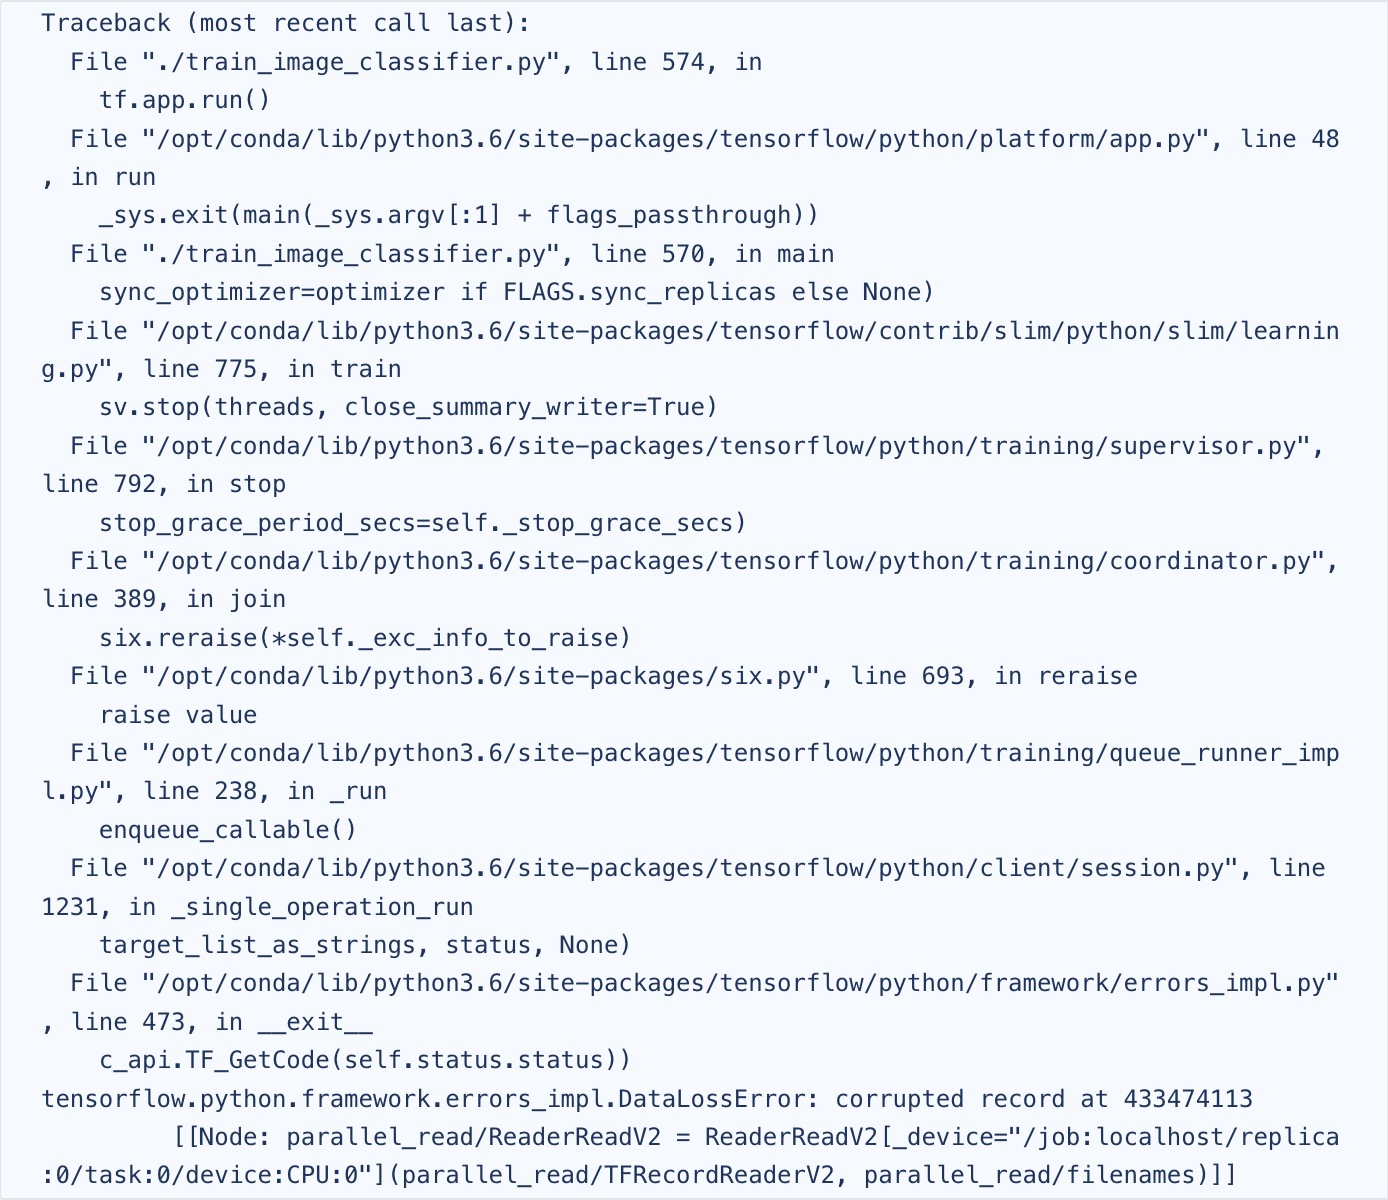 Traceback (most recent call last):
  File "./train_image_classifier.py", line 574, in
    tf.app.run()
  File "/opt/conda/lib/python3.6/site-packages/tensorflow/python/platform/app.py", line 48
, in run
    _sys.exit(main(_sys.argv[:1] + flags_passthrough))
  File "./train_image_classifier.py", line 570, in main
    sync_optimizer=optimizer if FLAGS.sync_replicas else None)
  File "/opt/conda/lib/python3.6/site-packages/tensorflow/contrib/slim/python/slim/learnin
g.py", line 775, in train
    sv.stop(threads, close_summary_writer=True)
  File "/opt/conda/lib/python3.6/site-packages/tensorflow/python/training/supervisor.py",
line 792, in stop
    stop_grace_period_secs=self._stop_grace_secs)
  File "/opt/conda/lib/python3.6/site-packages/tensorflow/python/training/coordinator.py",
line 389, in join
    six.reraise(*self._exc_info_to_raise)
  File "/opt/conda/lib/python3.6/site-packages/six.py", line 693, in reraise
    raise value
  File "/opt/conda/lib/python3.6/site-packages/tensorflow/python/training/queue_runner_imp
l.py", line 238, in _run
    enqueue_callable()
  File "/opt/conda/lib/python3.6/site-packages/tensorflow/python/client/session.py", line
1231, in _single_operation_run
    target_list_as_strings, status, None)
  File "/opt/conda/lib/python3.6/site-packages/tensorflow/python/framework/errors_impl.py"
, line 473, in __exit__
    c_api.TF_GetCode(self.status.status))
tensorflow.python.framework.errors_impl.DataLossError: corrupted record at 433474113
         [[Node: parallel_read/ReaderReadV2 = ReaderReadV2[_device="/job:localhost/replica
:0/task:0/device:CPU:0"](parallel_read/TFRecordReaderV2, parallel_read/filenames)]]